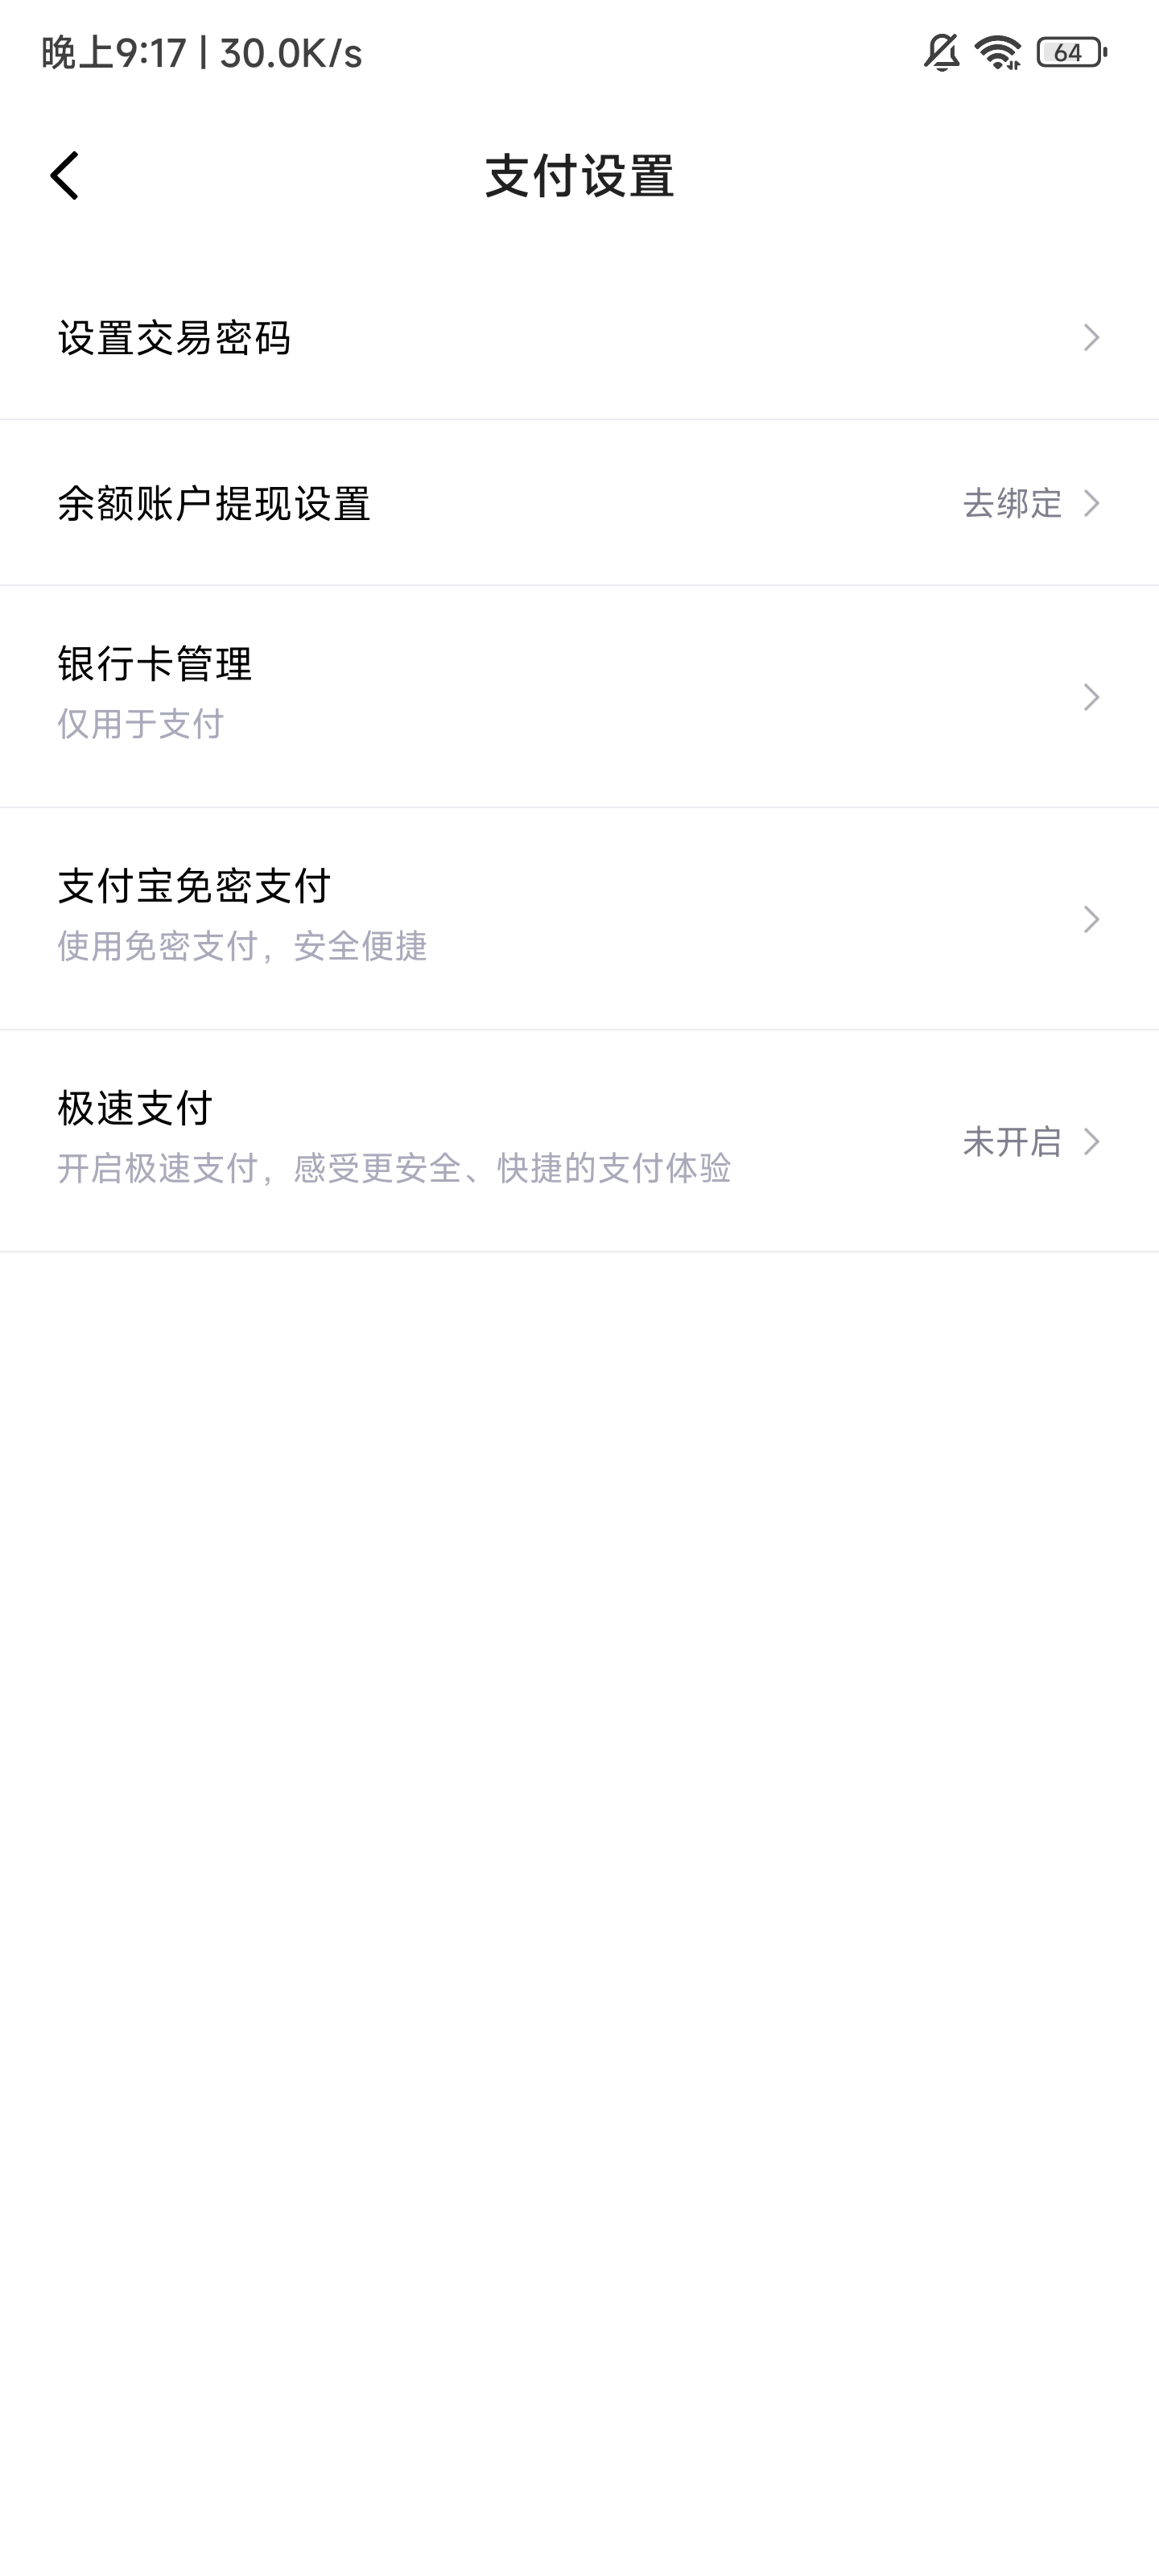 晚上9:17 | 30.0K/s
64
支付设置
设置交易密码
余额账户提现设置
去绑定
银行卡管理
仅用于支付
支付宝免密支付
使用免密支付，安全便捷
极速支付
开启极速支付，感受更安全、快捷的支付体验
未开启